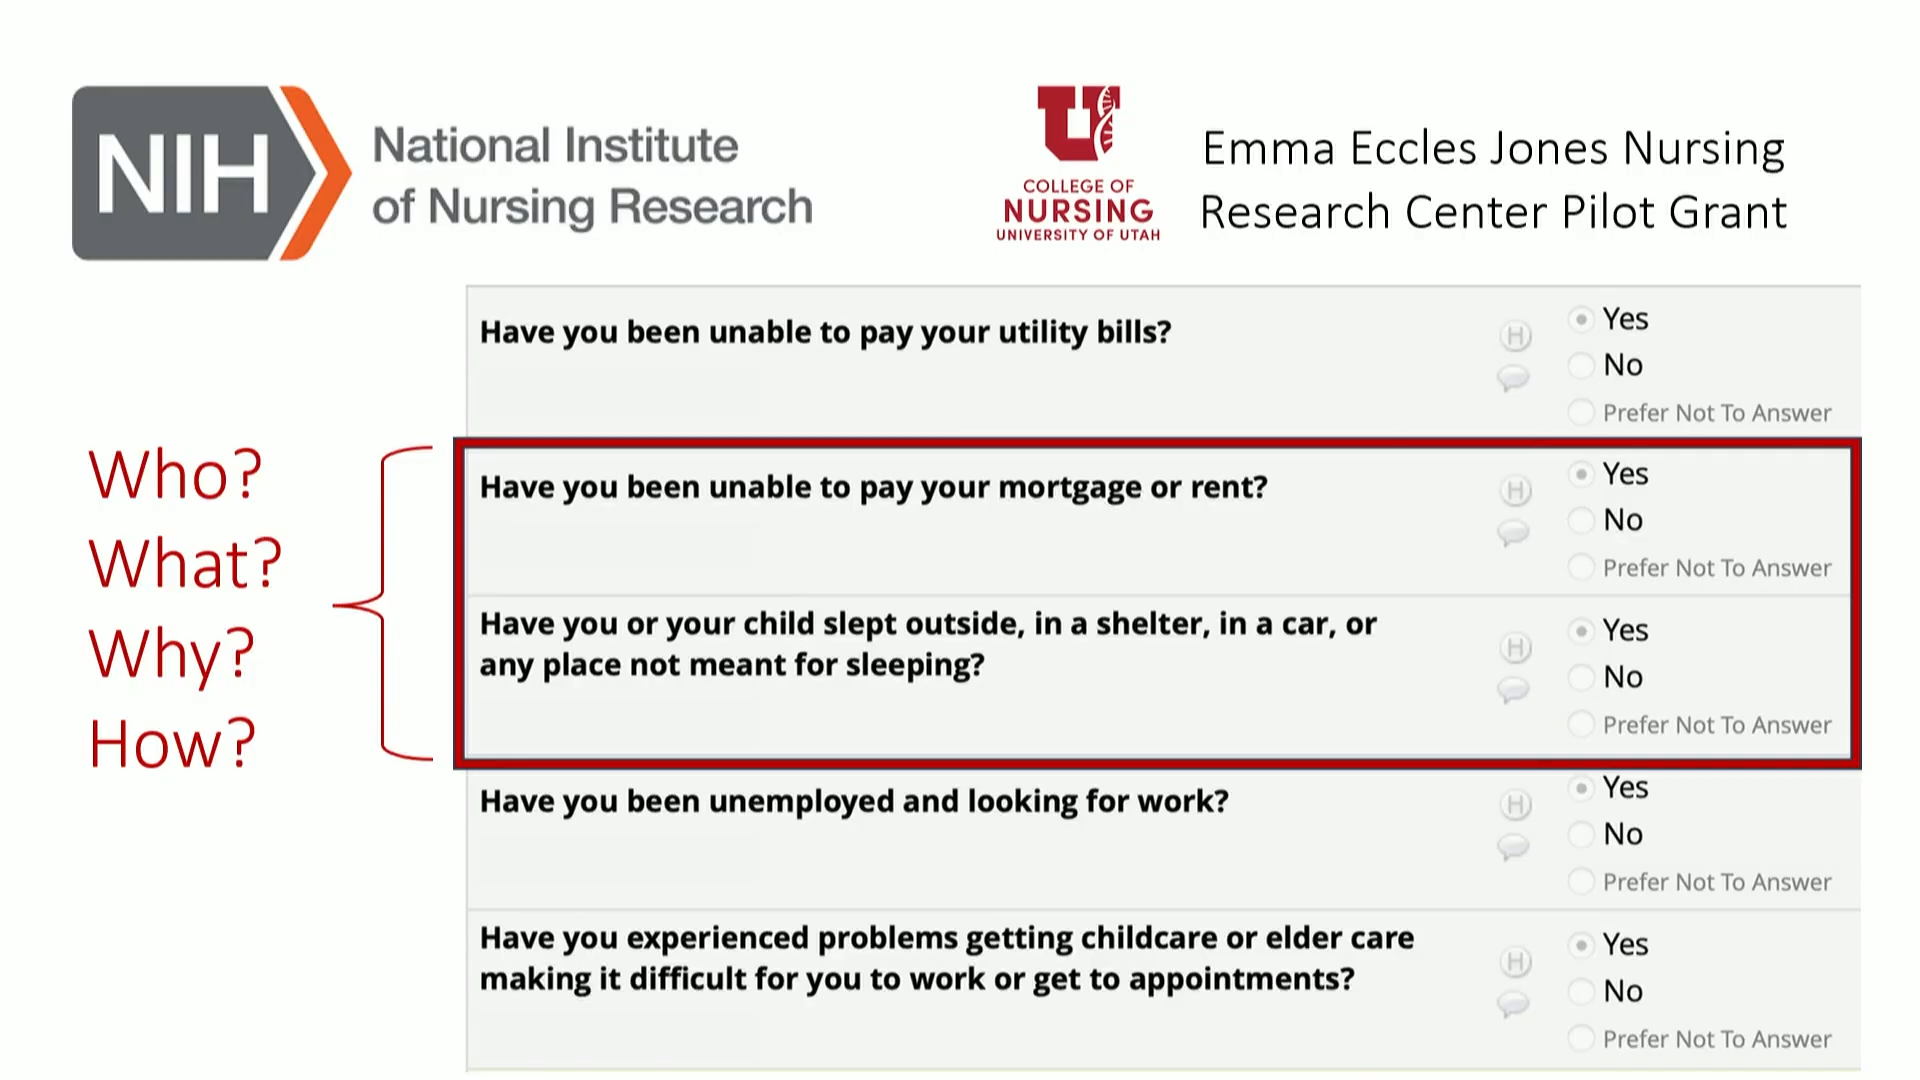 NIH
National Institute
of Nursing Research
COLLEGE OF
NURSING
UNIVERSITY OF UTAH
Emma Eccles Jones Nursing
Research Center Pilot Grant
Who?
What?
Why?
How?
Have you been unable to pay your utility bills?
H
Yes
No
Prefer Not To Answer
Have you been unable to pay your mortgage or rent?
H
Yes
No
Prefer Not To Answer
Have you or your child slept outside, in a shelter, in a car, or
any place not meant for sleeping?
H
Yes
No
Prefer Not To Answer
Have you been unemployed and looking for work?
H
Yes
No
Prefer Not To Answer
Have you experienced problems getting childcare or elder care
making it difficult for you to work or get to appointments?
H
Yes
No
Prefer Not To Answer